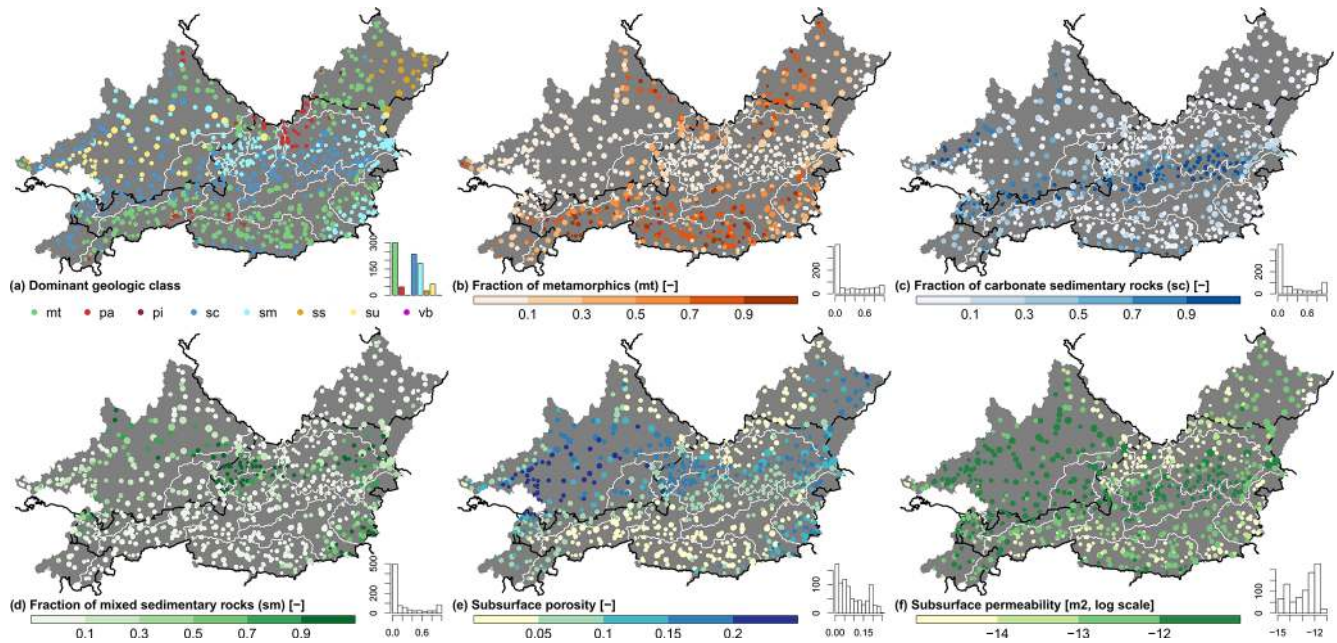 300
150
0
(a) Dominant geologic class
mt pa pi sc sm ss su vb
400
200
0
0.0 0.6
(b) Fraction of metamorphics (mt) [−]
0.1 0.3 0.5 0.7 0.9
400
200
0
0.0 0.6
(c) Fraction of carbonate sedimentary rocks (sc) [−]
0.1 0.3 0.5 0.7 0.9
500
200
0
0.0 0.6
(d) Fraction of mixed sedimentary rocks (sm) [−]
0.1 0.3 0.5 0.7 0.9
100
0
0.00 0.15
(e) Subsurface porosity [−]
0.05 0.1 0.15 0.2
100
0
−15 −12
(f) Subsurface permeability [m2, log scale]
−14 −13 −12